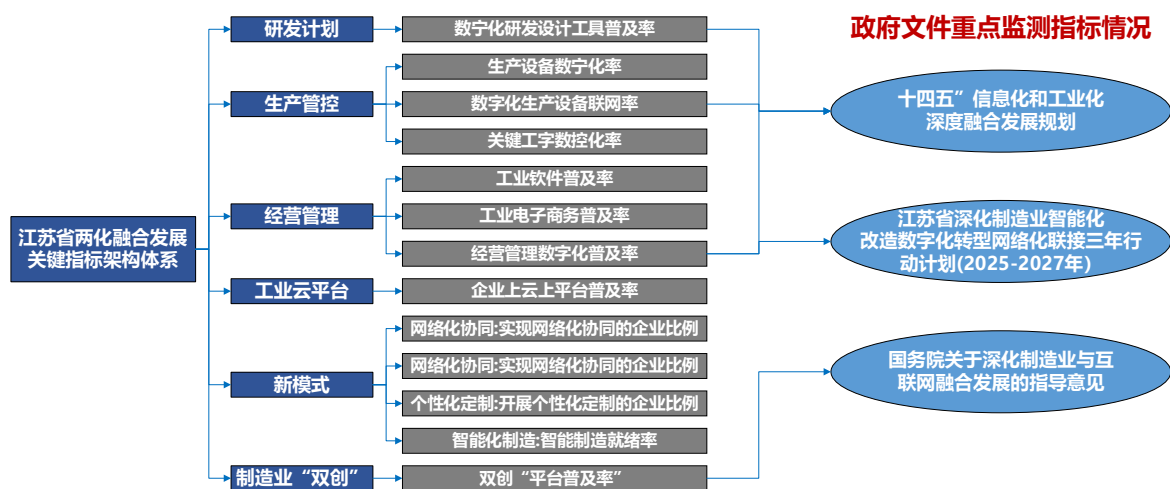 江苏省两化融合发展
关键指标架构体系
研发计划
生产管控
经营管理
工业云平台
新模式
制造业“双创”
数宁化研发设计工具普及率
生产设备数宁化率
数字化生产设备联网率
关键工字数控化率
工业软件普及率
工业电子商务普及率
经营管理数字化普及率
企业上云上平台普及率
网络化协同:实现网络化协同的企业比例
网络化协同:实现网络化协同的企业比例
个性化定制:开展个性化定制的企业比例
智能化制造:智能制造就绪率
双创“平台普及率”
政府文件重点监测指标情况
十四五”信息化和工业化
深度融合发展规划
江苏省深化制造业智能化
改造数字化转型网络化联接三年行
动计划(2025-2027年)
国务院关于深化制造业与互
联网融合发展的指导意见